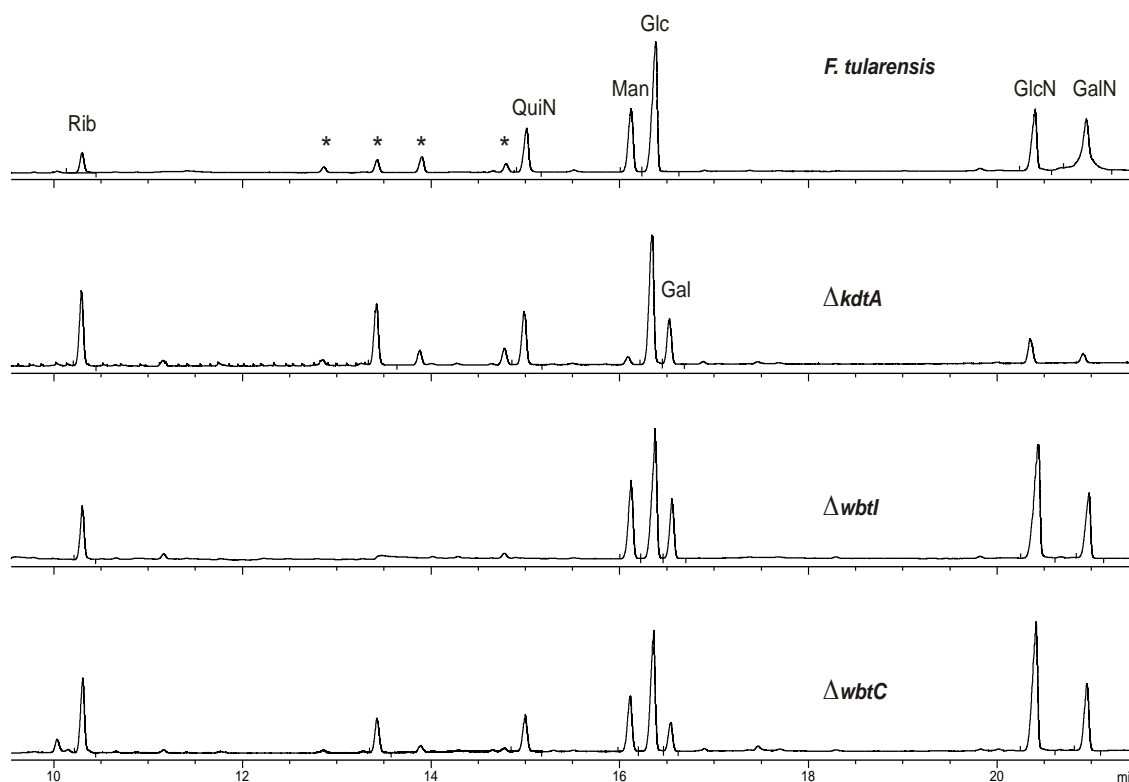 Glc
F. tularensis
Man
GlcN
GalN
QuiN
Rib
* * * *
ΔkdtA
Gal
ΔwbtI
ΔwbtC
10 12 14 16 18 20